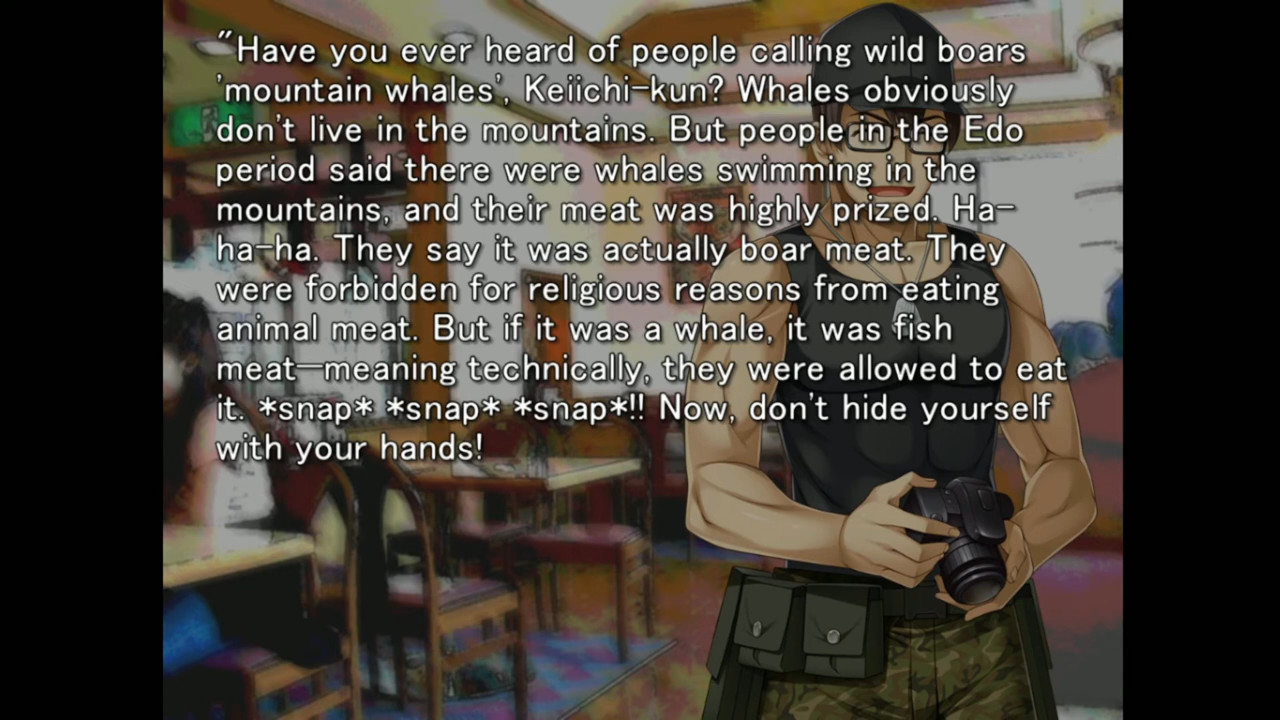 "Have you ever heard of people calling wild boars
'mountain whales', Keiichi-kun? Whales obviously
don't live in the mountains. But people in the Edo
period said there were whales swimming in the
mountains, and their meat was highly prized. Ha-
ha-ha. They say it was actually boar meat. They
were forbidden for religious reasons from eating
animal meat. But if it was a whale, it was fish
meat—meaning technically, they were allowed to eat
it. *snap* *snap* *snap*!! Now, don't hide yourself
with your hands!